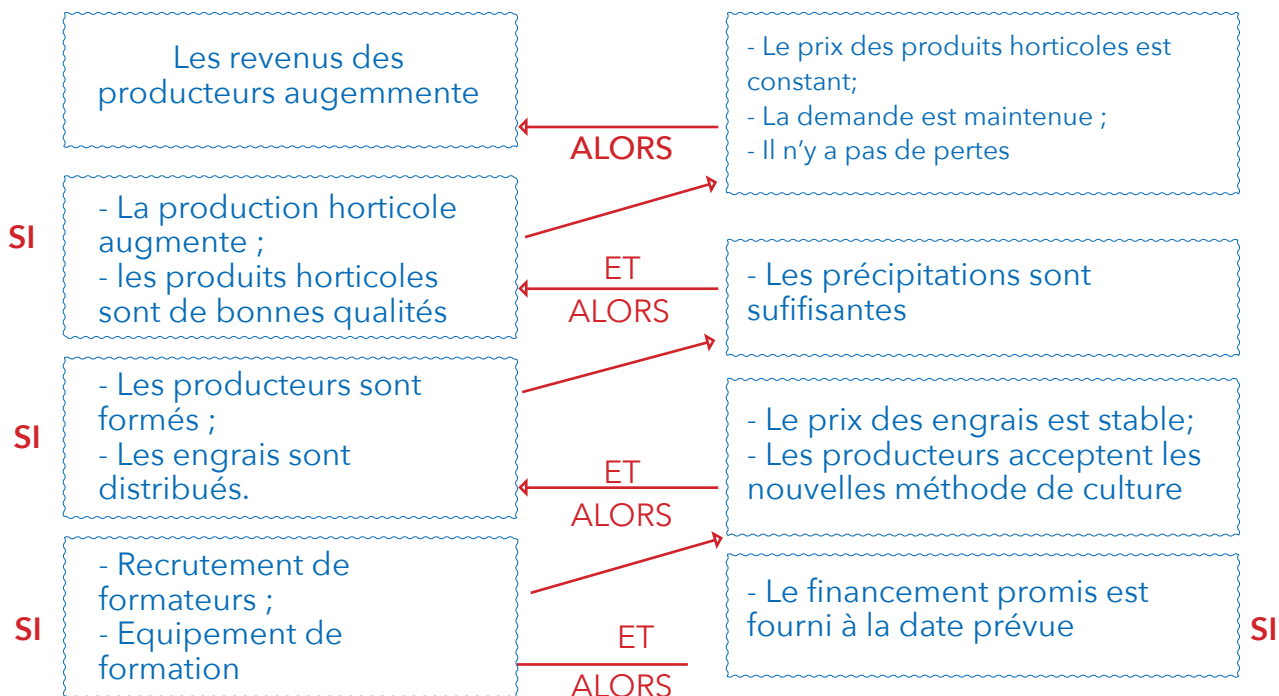 Les revenus des
producteurs augemmente
- Le prix des produits horticoles est
constant;
- La demande est maintenue ;
- Il n'y a pas de pertes
ALORS
SI
- La production horticole
augmente ;
- les produits horticoles
sont de bonnes qualités
ET
ALORS
- Les précipitations sont
sufifisantes
SI
- Les producteurs sont
formés ;
- Les engrais sont
distribués.
ET
ALORS
- Le prix des engrais est stable;
- Les producteurs acceptent les
nouvelles méthode de culture
SI
- Recrutement de
formateurs ;
- Equipement de
formation
ET
ALORS
- Le financement promis est
fourni à la date prévue
SI